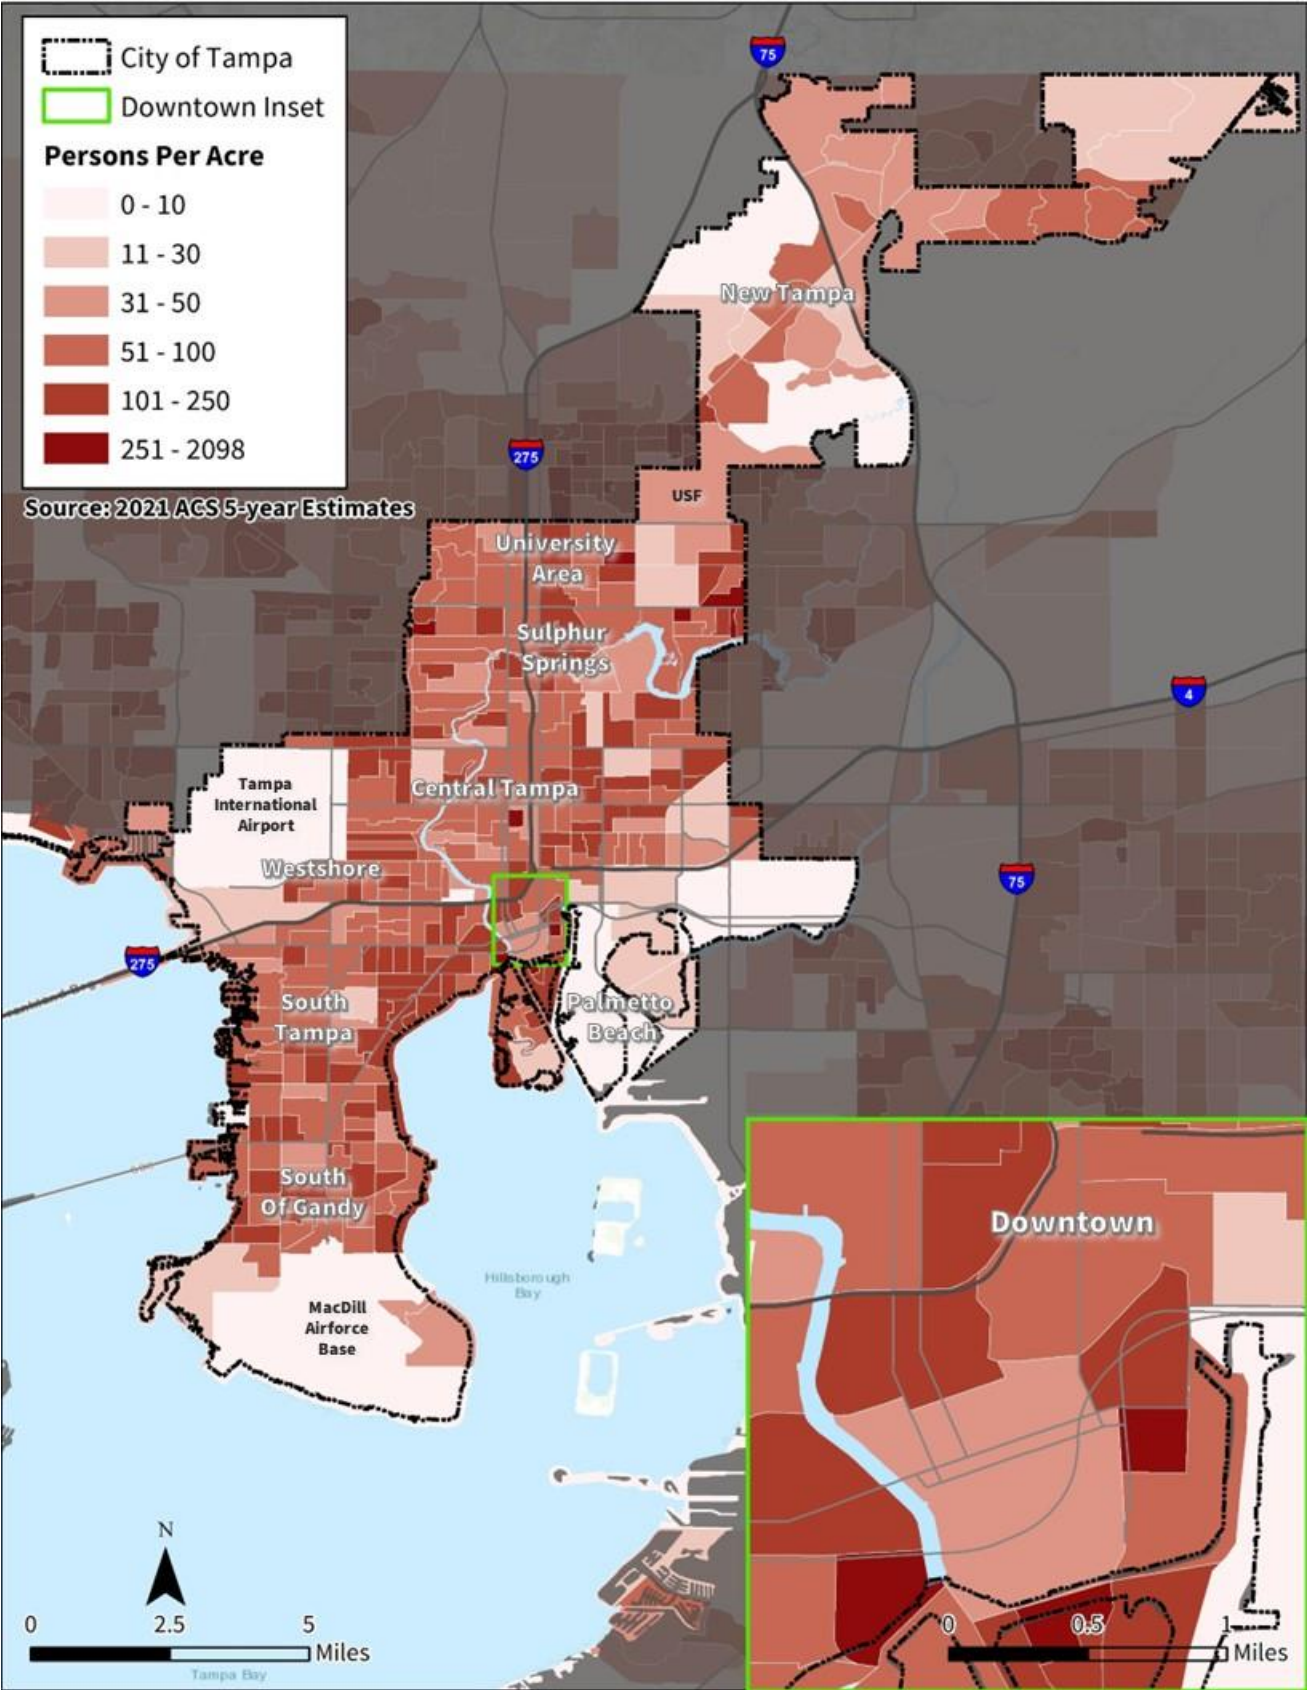 City of Tampa
Downtown Inset
Persons Per Acre
0 - 10
11 - 30
31 - 50
51 - 100
101 - 250
251 - 2098
Source: 2021 ACS 5-year Estimates
75
New Tampa
275
USF
University
Area
Sulphur
Springs
4
Tampa
International
Airport
Central Tampa
Westshore
75
275
South
Tampa
Palmetto
Beach
South
Of Gandy
Hillsborough
Bay
MacDill
Airforce
Base
Downtown
N
0 2.5 5
Miles
Tampa Bay
0 0.5 1
Miles